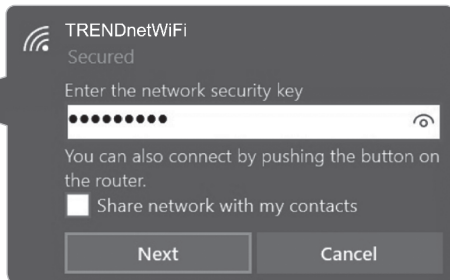 TRENDnetWiFi
Secured
Enter the network security key
●●●●●●●●●
You can also connect by pushing the button on
the router.
Share network with my contacts
Next Cancel